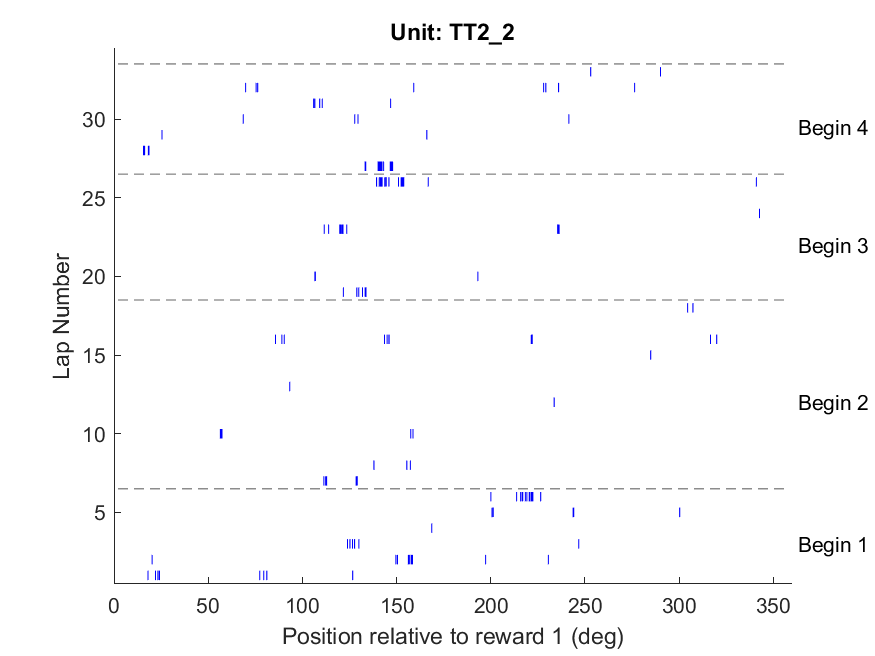 Unit: TT2_2
30
25
20
15
10
5
Lap Number
Begin 4
Begin 3
Begin 2
Begin 1
0 50 100 150 200 250 300 350
Position relative to reward 1 (deg)